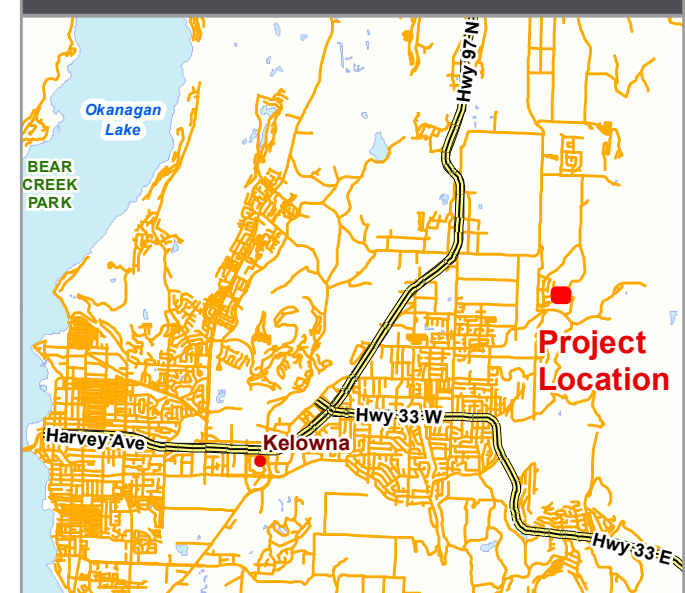 Hwy 97 N
Okanagan
Lake
BEAR
CREEK
PARK
Project
Location
Hwy 33 W
Harvey Ave
Kelowna
Hwy 33 E